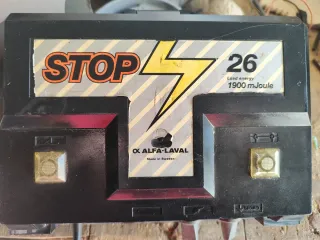 STOP
26
Load energy
1900 mJoule
α ALFA-LAVAL
Made in Sweden